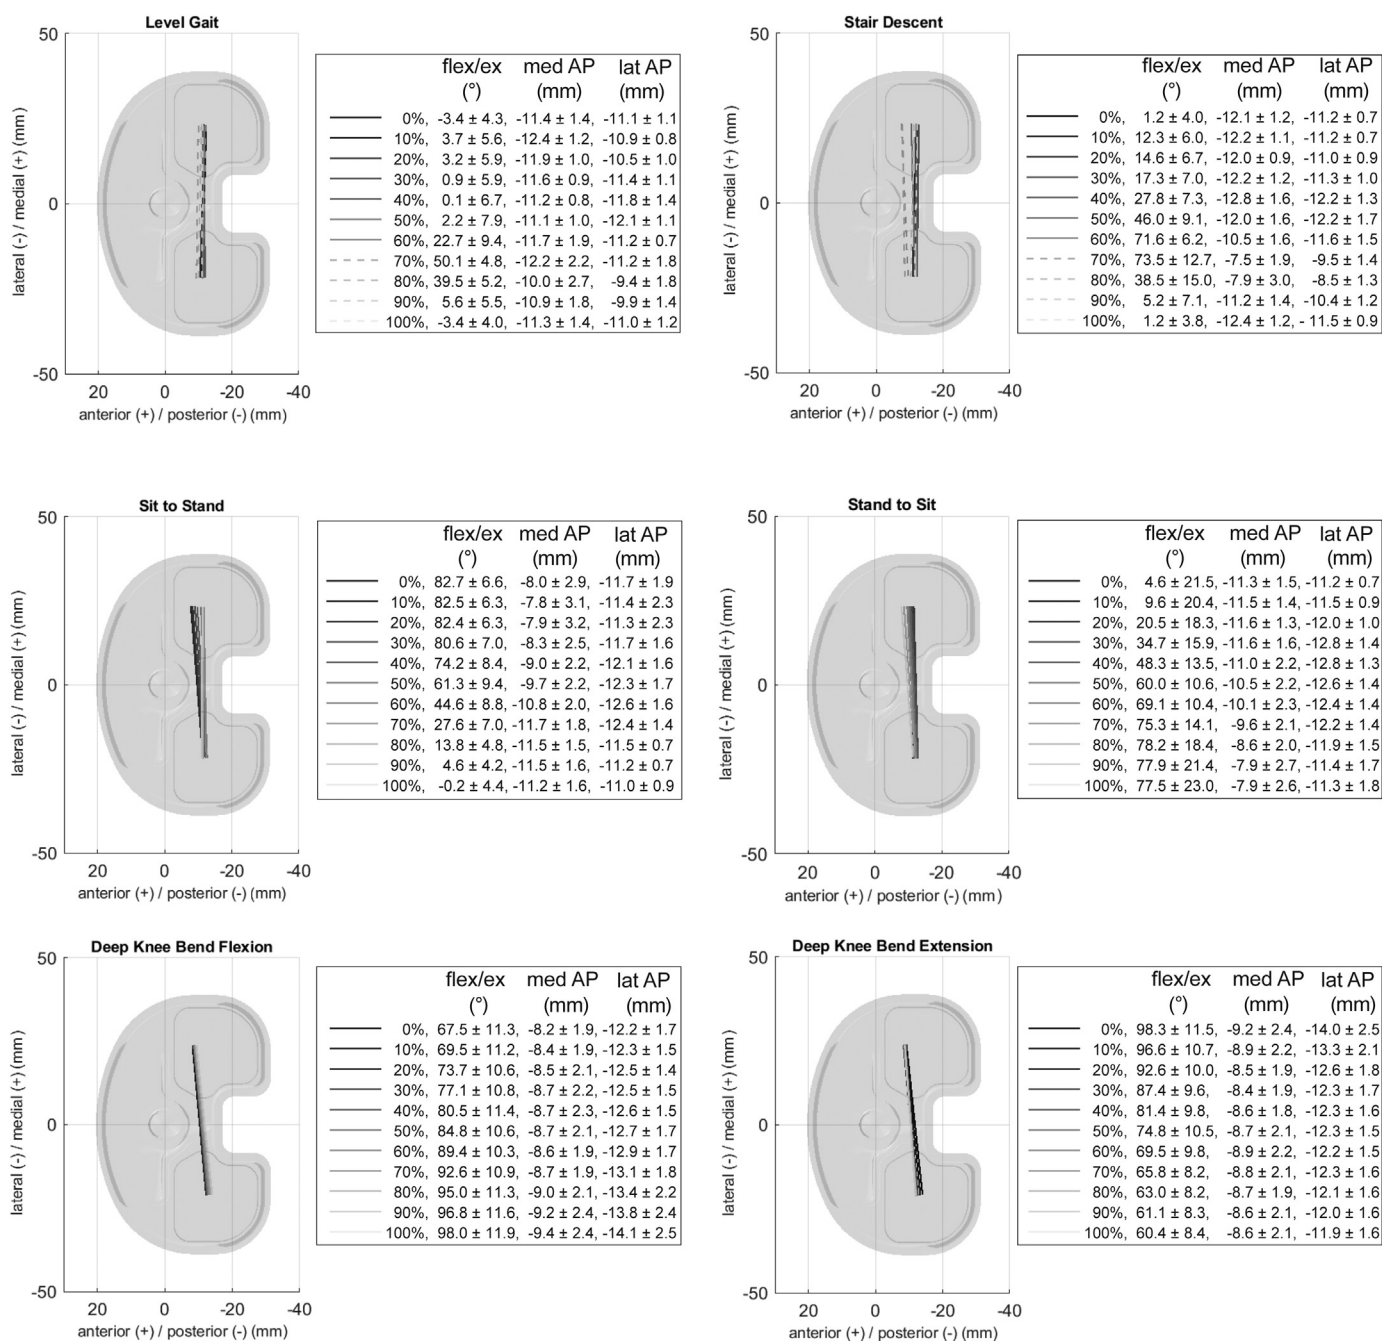 Level Gait
50
0
-50
20 0 -20 -40
lateral (-) / medial (+) (mm)
anterior (+) / posterior (-) (mm)
flex/ex med AP lat AP
(°) (mm) (mm)
0%, -3.4 ± 4.3, -11.4 ± 1.4, -11.1 ± 1.1
10%, 3.7 ± 5.6, -12.4 ± 1.2, -10.9 ± 0.8
20%, 3.2 ± 5.9, -11.9 ± 1.0, -10.5 ± 1.0
30%, 0.9 ± 5.9, -11.6 ± 0.9, -11.4 ± 1.1
40%, 0.1 ± 6.7, -11.2 ± 0.8, -11.8 ± 1.4
50%, 2.2 ± 7.9, -11.1 ± 1.0, -12.1 ± 1.1
60%, 22.7 ± 9.4, -11.7 ± 1.9, -11.2 ± 0.7
70%, 50.1 ± 4.8, -12.2 ± 2.2, -11.2 ± 1.8
80%, 39.5 ± 5.2, -10.0 ± 2.7, -9.4 ± 1.8
90%, 5.6 ± 5.5, -10.9 ± 1.8, -9.9 ± 1.4
100%, -3.4 ± 4.0, -11.3 ± 1.4, -11.0 ± 1.2
Stair Descent
50
0
-50
20 0 -20 -40
lateral (-) / medial (+) (mm)
anterior (+) / posterior (-) (mm)
flex/ex med AP lat AP
(°) (mm) (mm)
0%, 1.2 ± 4.0, -12.1 ± 1.2, -11.2 ± 0.7
10%, 12.3 ± 6.0, -12.2 ± 1.1, -11.2 ± 0.7
20%, 14.6 ± 6.7, -12.0 ± 0.9, -11.0 ± 0.9
30%, 17.3 ± 7.0, -12.2 ± 1.2, -11.3 ± 1.0
40%, 27.8 ± 7.3, -12.8 ± 1.6, -12.2 ± 1.3
50%, 46.0 ± 9.1, -12.0 ± 1.6, -12.2 ± 1.7
60%, 71.6 ± 6.2, -10.5 ± 1.6, -11.6 ± 1.5
70%, 73.5 ± 12.7, -7.5 ± 1.9, -9.5 ± 1.4
80%, 38.5 ± 15.0, -7.9 ± 3.0, -8.5 ± 1.3
90%, 5.2 ± 7.1, -11.2 ± 1.4, -10.4 ± 1.2
100%, 1.2 ± 3.8, -12.4 ± 1.2, - 11.5 ± 0.9
Sit to Stand
50
0
-50
20 0 -20 -40
lateral (-) / medial (+) (mm)
anterior (+) / posterior (-) (mm)
flex/ex med AP lat AP
(°) (mm) (mm)
0%, 82.7 ± 6.6, -8.0 ± 2.9, -11.7 ± 1.9
10%, 82.5 ± 6.3, -7.8 ± 3.1, -11.4 ± 2.3
20%, 82.4 ± 6.3, -7.9 ± 3.2, -11.3 ± 2.3
30%, 80.6 ± 7.0, -8.3 ± 2.5, -11.7 ± 1.6
40%, 74.2 ± 8.4, -9.0 ± 2.2, -12.1 ± 1.6
50%, 61.3 ± 9.4, -9.7 ± 2.2, -12.3 ± 1.7
60%, 44.6 ± 8.8, -10.8 ± 2.0, -12.6 ± 1.6
70%, 27.6 ± 7.0, -11.7 ± 1.8, -12.4 ± 1.4
80%, 13.8 ± 4.8, -11.5 ± 1.5, -11.5 ± 0.7
90%, 4.6 ± 4.2, -11.5 ± 1.6, -11.2 ± 0.7
100%, -0.2 ± 4.4, -11.2 ± 1.6, -11.0 ± 0.9
Stand to Sit
50
0
-50
20 0 -20 -40
lateral (-) / medial (+) (mm)
anterior (+) / posterior (-) (mm)
flex/ex med AP lat AP
(°) (mm) (mm)
0%, 4.6 ± 21.5, -11.3 ± 1.5, -11.2 ± 0.7
10%, 9.6 ± 20.4, -11.5 ± 1.4, -11.5 ± 0.9
20%, 20.5 ± 18.3, -11.6 ± 1.3, -12.0 ± 1.0
30%, 34.7 ± 15.9, -11.6 ± 1.6, -12.8 ± 1.4
40%, 48.3 ± 13.5, -11.0 ± 2.2, -12.8 ± 1.3
50%, 60.0 ± 10.6, -10.5 ± 2.2, -12.6 ± 1.4
60%, 69.1 ± 10.4, -10.1 ± 2.3, -12.4 ± 1.4
70%, 75.3 ± 14.1, -9.6 ± 2.1, -12.2 ± 1.4
80%, 78.2 ± 18.4, -8.6 ± 2.0, -11.9 ± 1.5
90%, 77.9 ± 21.4, -7.9 ± 2.7, -11.4 ± 1.7
100%, 77.5 ± 23.0, -7.9 ± 2.6, -11.3 ± 1.8
Deep Knee Bend Flexion
50
0
-50
20 0 -20 -40
lateral (-) / medial (+) (mm)
anterior (+) / posterior (-) (mm)
flex/ex med AP lat AP
(°) (mm) (mm)
0%, 67.5 ± 11.3, -8.2 ± 1.9, -12.2 ± 1.7
10%, 69.5 ± 11.2, -8.4 ± 1.9, -12.3 ± 1.5
20%, 73.7 ± 10.6, -8.5 ± 2.1, -12.5 ± 1.4
30%, 77.1 ± 10.8, -8.7 ± 2.2, -12.5 ± 1.5
40%, 80.5 ± 11.4, -8.7 ± 2.3, -12.6 ± 1.5
50%, 84.8 ± 10.6, -8.7 ± 2.1, -12.7 ± 1.7
60%, 89.4 ± 10.3, -8.6 ± 1.9, -12.9 ± 1.7
70%, 92.6 ± 10.9, -8.7 ± 1.9, -13.1 ± 1.8
80%, 95.0 ± 11.3, -9.0 ± 2.1, -13.4 ± 2.2
90%, 96.8 ± 11.6, -9.2 ± 2.4, -13.8 ± 2.4
100%, 98.0 ± 11.9, -9.4 ± 2.4, -14.1 ± 2.5
Deep Knee Bend Extension
50
0
-50
20 0 -20 -40
lateral (-) / medial (+) (mm)
anterior (+) / posterior (-) (mm)
flex/ex med AP lat AP
(°) (mm) (mm)
0%, 98.3 ± 11.5, -9.2 ± 2.4, -14.0 ± 2.5
10%, 96.6 ± 10.7, -8.9 ± 2.2, -13.3 ± 2.1
20%, 92.6 ± 10.0, -8.5 ± 1.9, -12.6 ± 1.8
30%, 87.4 ± 9.6, -8.4 ± 1.9, -12.3 ± 1.7
40%, 81.4 ± 9.8, -8.6 ± 1.8, -12.3 ± 1.6
50%, 74.8 ± 10.5, -8.7 ± 2.1, -12.3 ± 1.5
60%, 69.5 ± 9.8, -8.9 ± 2.2, -12.2 ± 1.5
70%, 65.8 ± 8.2, -8.8 ± 2.1, -12.3 ± 1.6
80%, 63.0 ± 8.2, -8.7 ± 1.9, -12.1 ± 1.6
90%, 61.1 ± 8.3, -8.6 ± 2.1, -12.0 ± 1.6
100%, 60.4 ± 8.4, -8.6 ± 2.1, -11.9 ± 1.6